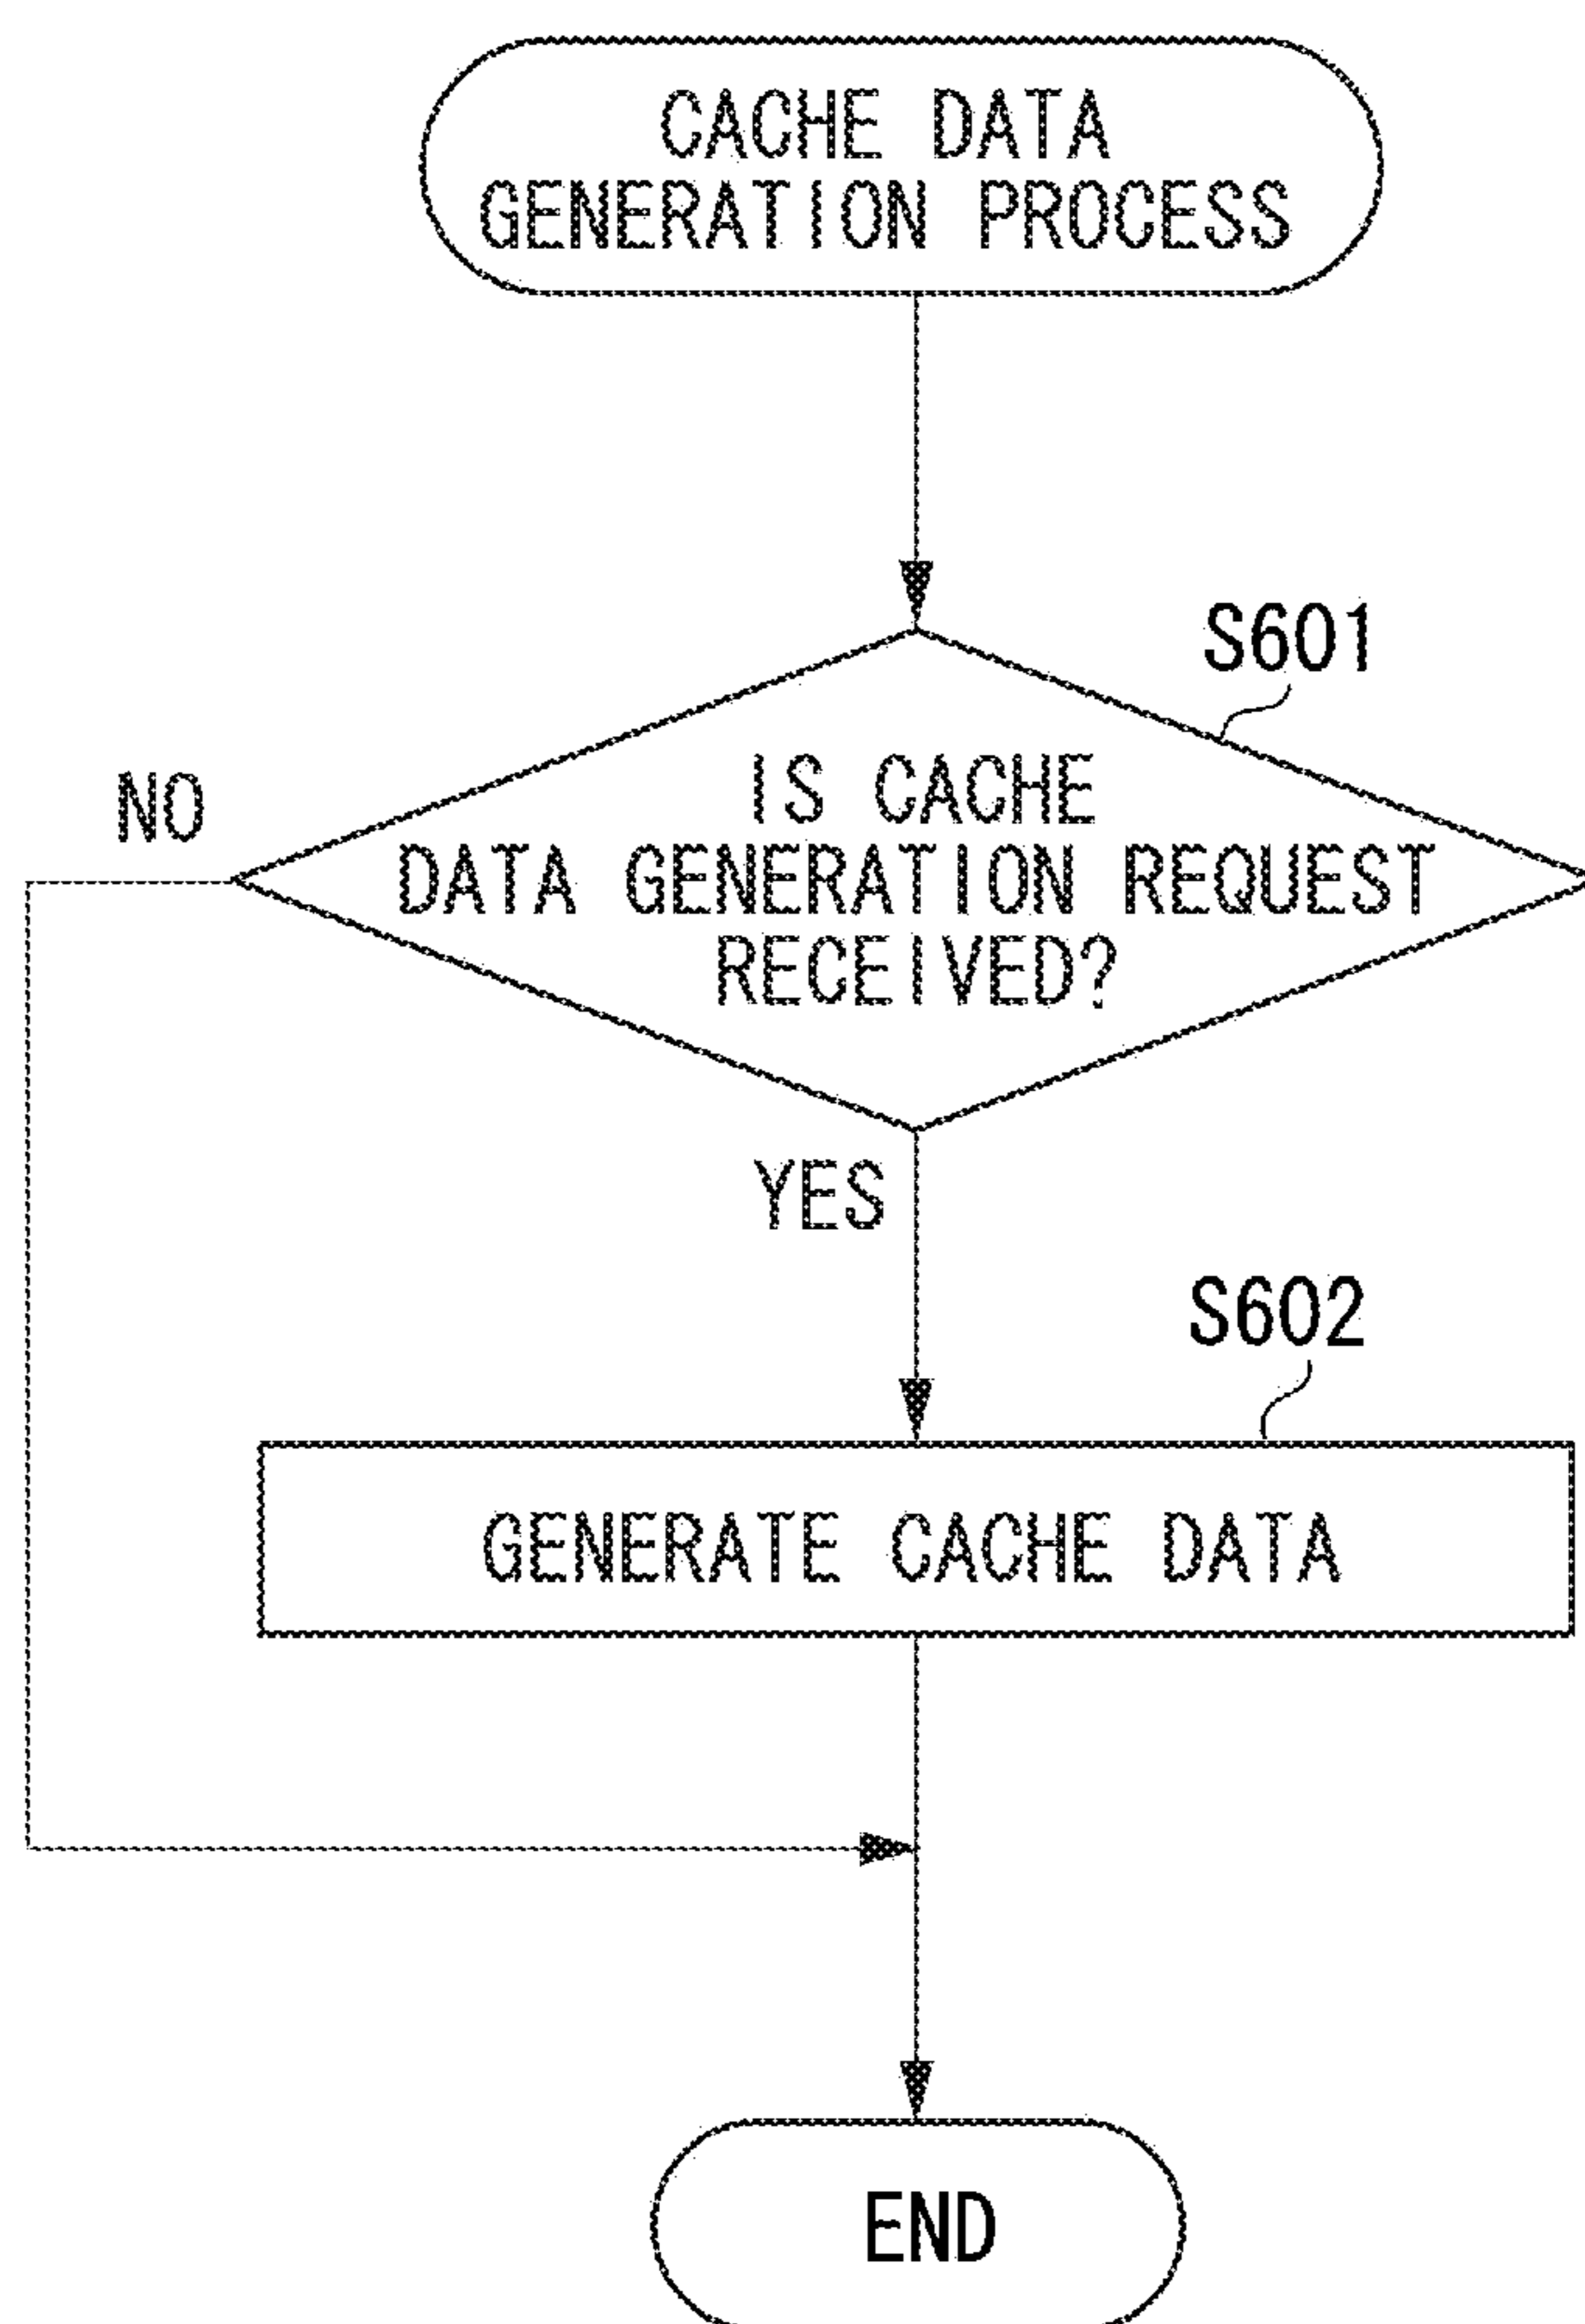 CACHE DATA
GENERATION PROCESS
S601
IS CACHE
NO
DATA GENERATION REQUEST
RECEIVED?
YES
S602
GENERATE CACHE DATA
END